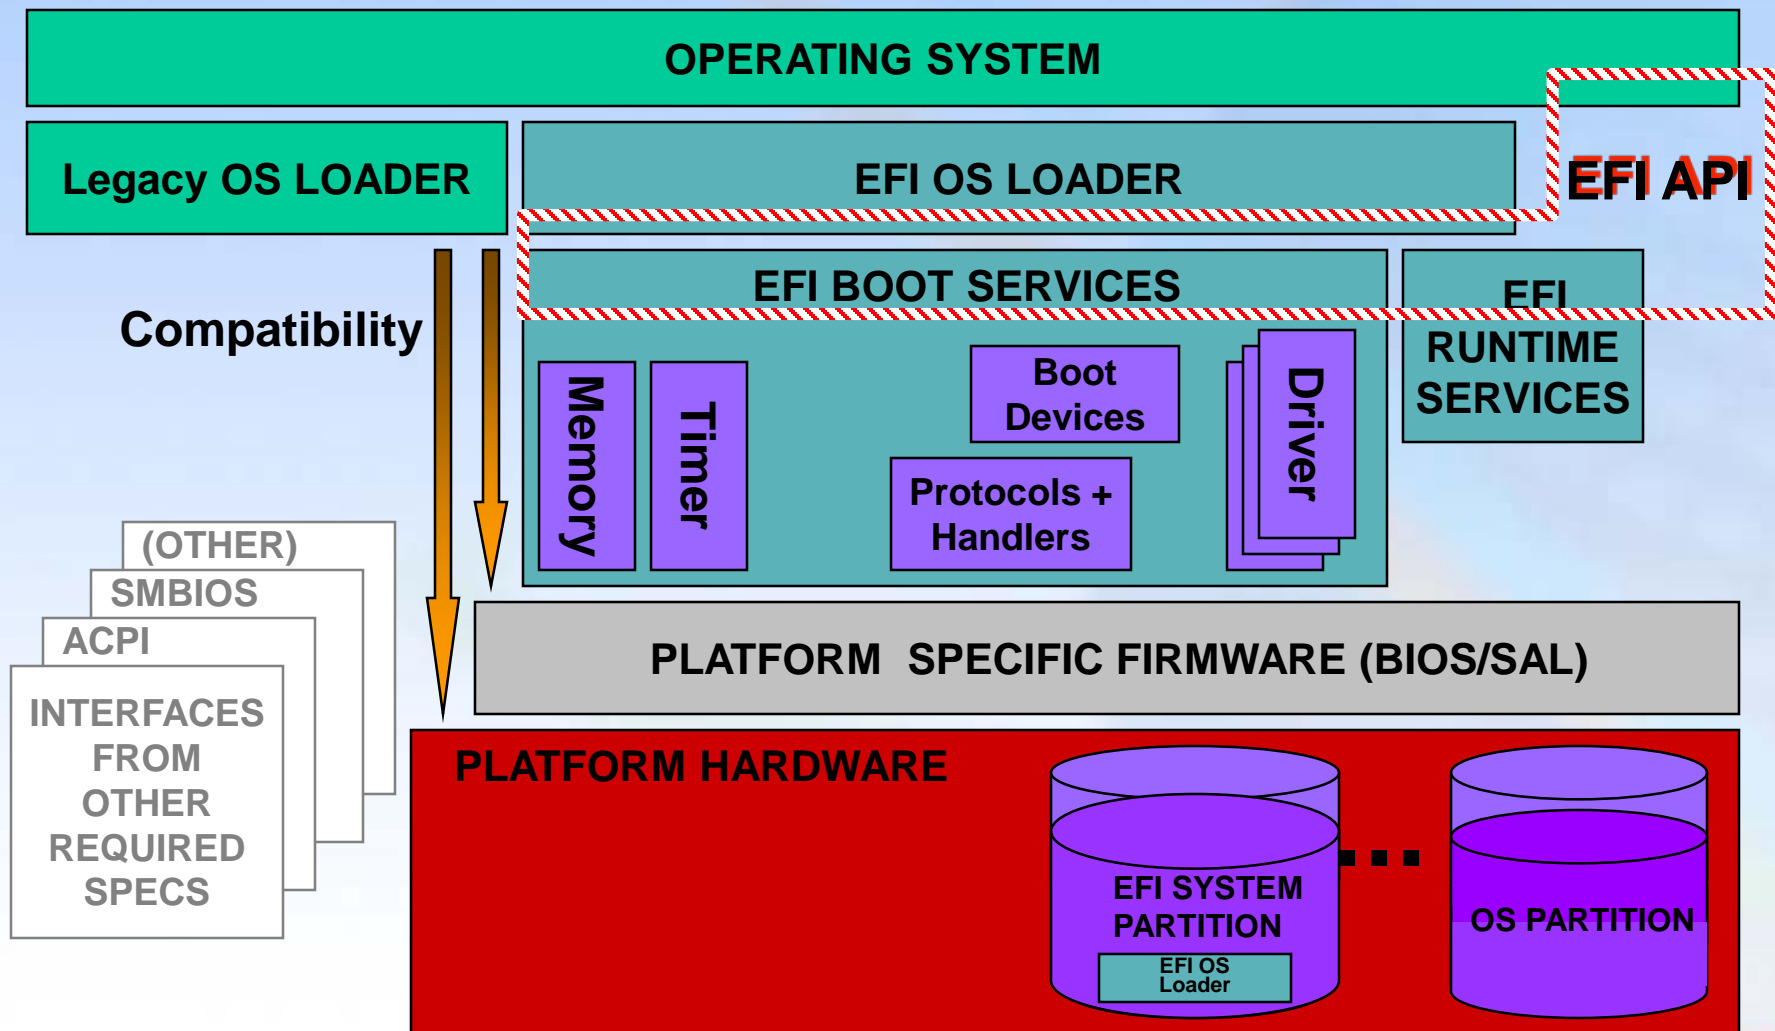 OPERATING SYSTEM
Legacy OS LOADER
EFI OS LOADER
EFI API
EFI BOOT SERVICES
EFI
RUNTIME
SERVICES
Compatibility
Memory
Timer
Boot
Devices
Protocols +
Handlers
Driver
(OTHER)
SMBIOS
ACPI
INTERFACES
FROM
OTHER
REQUIRED
SPECS
PLATFORM SPECIFIC FIRMWARE (BIOS/SAL)
PLATFORM HARDWARE
EFI SYSTEM
PARTITION
EFI OS
Loader
OS PARTITION